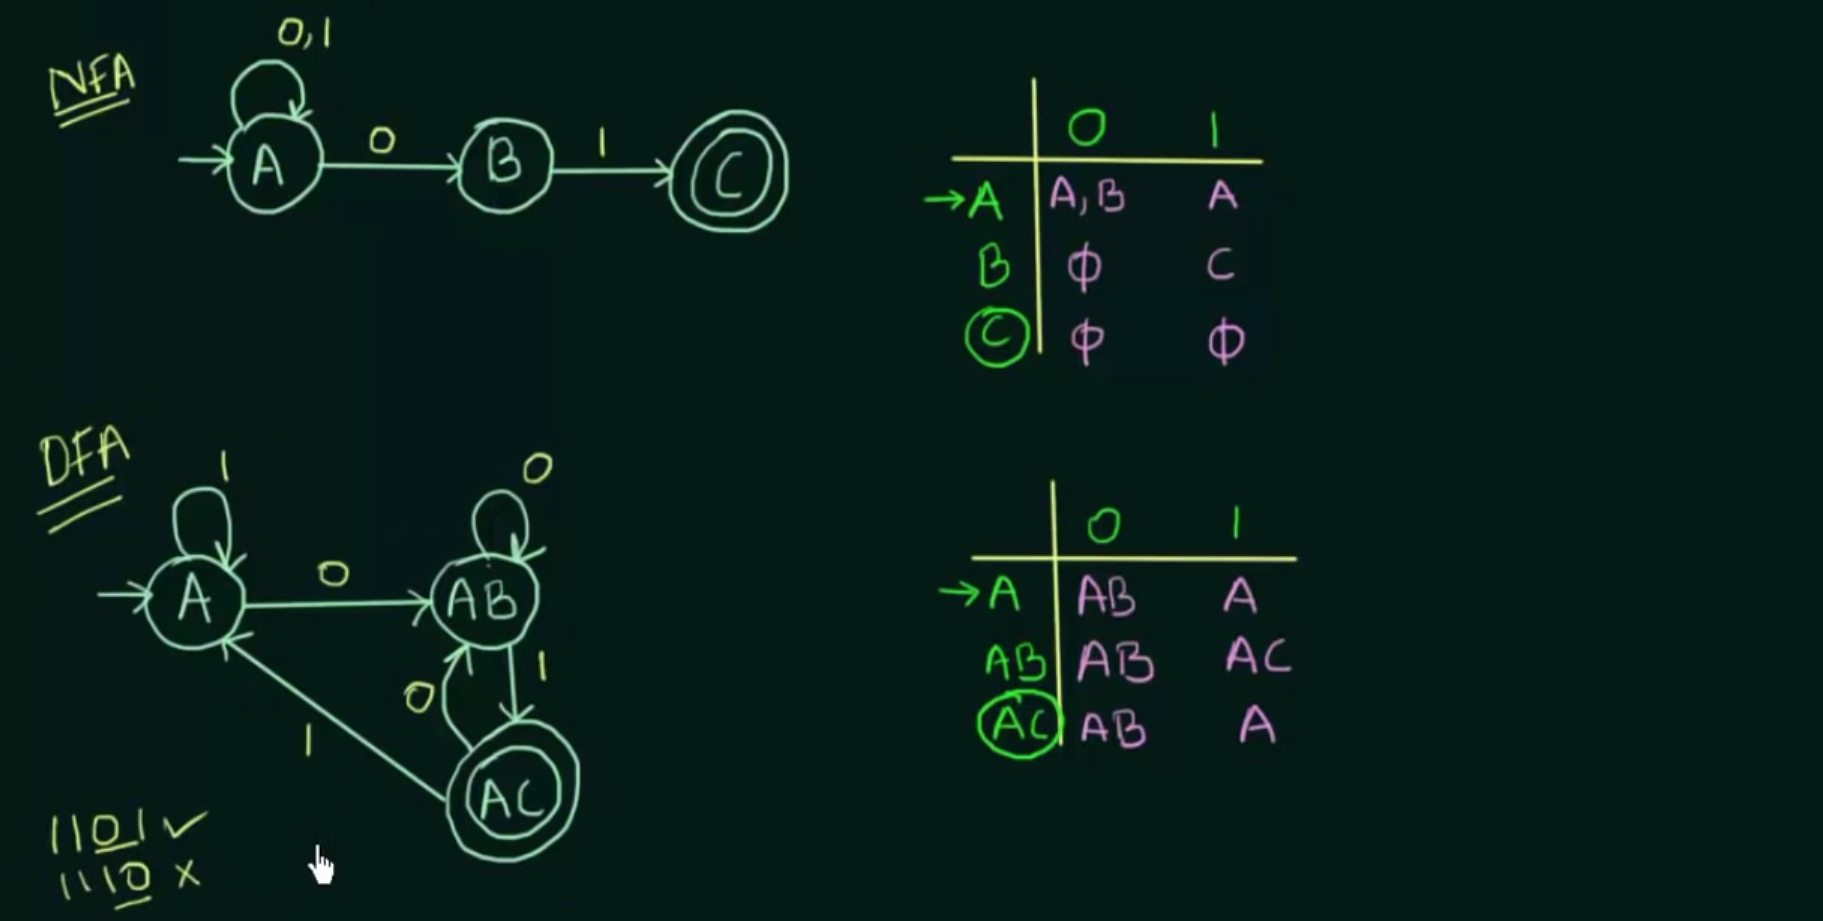 NFA
0,1
A 0 B 1 C
0 1
→A A,B A
B ϕ C
C ϕ ϕ
DFA
1 0
A 0 AB
0 1
1
AC
0 1
→A AB A
AB AB AC
AC AB A
1101 ✓
1110 x